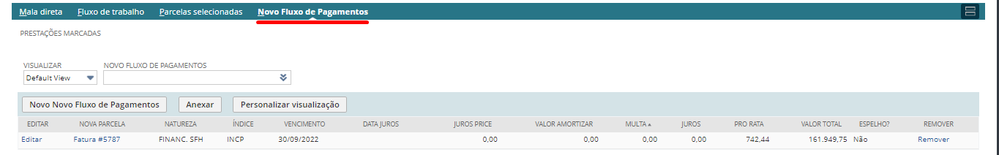 Mala direta Fluxo de trabalho Parcelas selecionadas Novo Fluxo de Pagamentos
PRESTAÇÕES MARCADAS
VISUALIZAR NOVO FLUXO DE PAGAMENTOS
Default View
Novo Novo Fluxo de Pagamentos Anexar Personalizar visualização
EDITAR NOVA PARCELA NATUREZA ÍNDICE VENCIMENTO DATA JUROS JUROS PRICE VALOR AMORTIZAR MULTA JUROS PRO RATA VALOR TOTAL ESPELHO? REMOVER
Editar Fatura #5787 FINANC. SFH INCP 30/09/2022 0,00 0,00 0,00 0,00 742,44 161.949,75 Não Remover